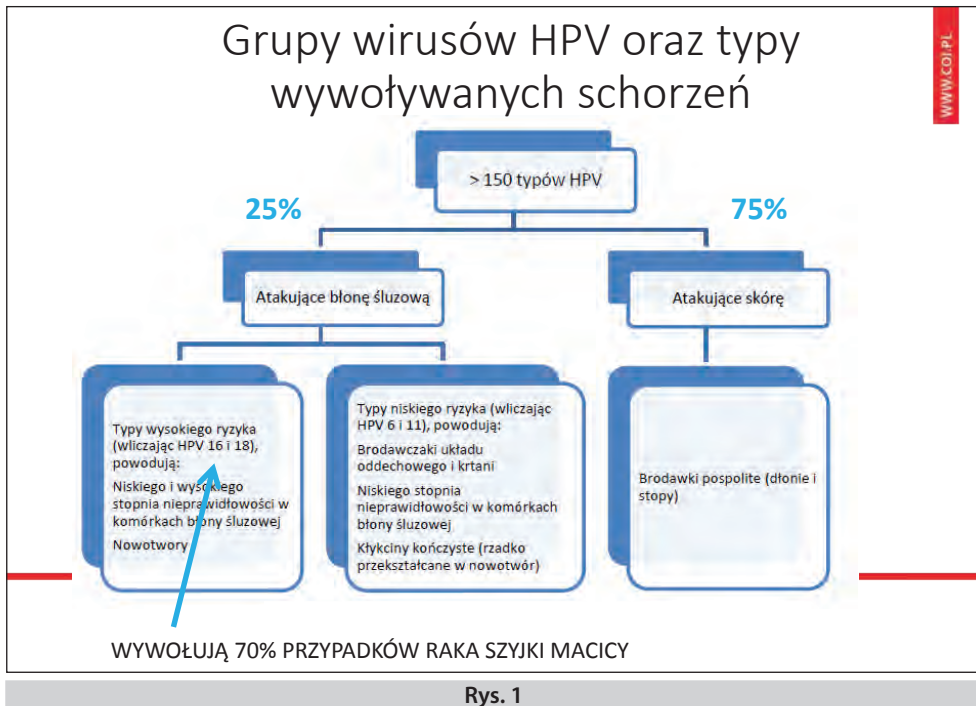 Grupy wirusów HPV oraz typy
wywoływanych schorzeń
WWW.COI.PL
> 150 typów HPV
25%
75%
Atakujące błonę śluzową
Atakujące skórę
Typy wysokiego ryzyka
(wliczając HPV 16 i 18),
powodują:
Niskiego i wysokiego
stopnia nieprawidłowości w
komórkach błony śluzowej
Nowotwory
Typy niskiego ryzyka (wliczając
HPV 6 i 11), powodują:
Brodawczaki układu
oddechowego i krtani
Niskiego stopnia
nieprawidłowości w komórkach
błony śluzowej
Kłykciny kończyste (rzadko
przekształcane w nowotwór)
Brodawki pospolite (dłonie i
stopy)
WYWOŁUJĄ 70% PRZYPADKÓW RAKA SZYJKI MACICY
Rys. 1